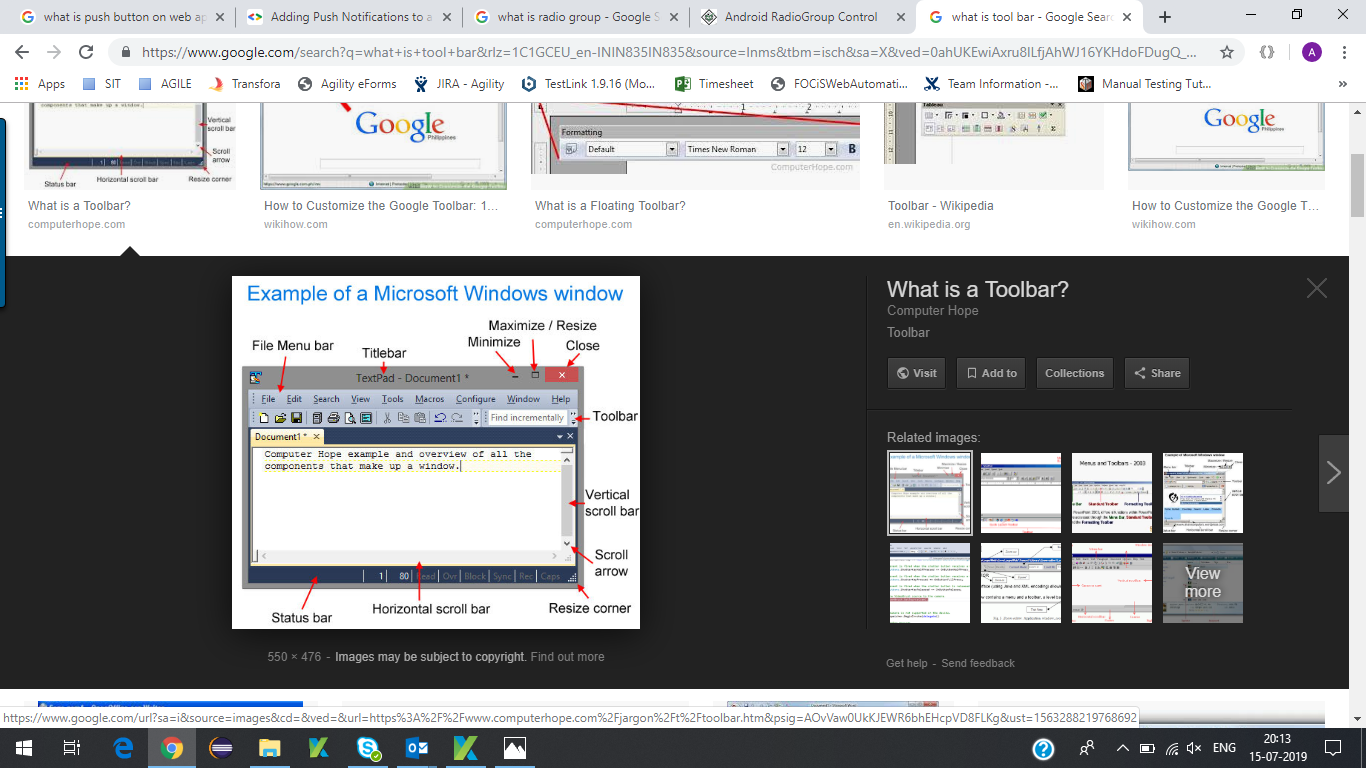 what is push button on web ap
Adding Push Notifications to a
what is radio group - Google S
Android RadioGroup Control
what is tool bar - Google Searc
https://www.google.com/search?q=what+is+tool+bar&rlz=1C1GCEU_en-ININ835IN835&source=lnms&tbm=isch&sa=X&ved=0ahUKEwiAxru8lLfjAhWJ16YKHdoFDugQ_...
A
Apps
SIT
AGILE
Transfora
Agility eForms
JIRA - Agility
TestLink 1.9.16 (Mo...
Timesheet
FOCiSWebAutomati...
Team Information -...
Manual Testing Tut...
components that make up a window.
Vertical
scroll bar
Scroll
arrow
Resize corner
Horizontal scroll bar
Status bar
Google
Philippines
Formatting
Default
Times New Roman
12
B
ComputerHope.com
Tableau
Google
Philippines
What is a Toolbar?
computerhope.com
How to Customize the Google Toolbar: 1...
wikihow.com
What is a Floating Toolbar?
computerhope.com
Toolbar - Wikipedia
en.wikipedia.org
How to Customize the Google T...
wikihow.com
Example of a Microsoft Windows window
Maximize / Resize
Minimize
Close
File Menu bar
Titlebar
TextPad - Document1 *
File Edit Search View Tools Macros Configure Window Help
Find incrementally
Toolbar
Document1 *
Computer Hope example and overview of all the
components that make up a window.
Vertical
scroll bar
Scroll
arrow
1 80 Read Ovr Block Sync Rec Caps
Resize corner
Horizontal scroll bar
Status bar
550 × 476 - Images may be subject to copyright. Find out more
What is a Toolbar?
Computer Hope
Toolbar
Visit
Add to
Collections
Share
Related images:
Menus and Toolbars - 2003
View
more
Get help - Send feedback
https://www.google.com/url?sa=i&source=images&cd=&ved=&url=https%3A%2F%2Fwww.computerhope.com%2Fjargon%2Ft%2Ftoolbar.htm&psig=AOvVaw0UkKJEWR6bhEHcpVD8FLKg&ust=1563288219768692
ENG
20:13
15-07-2019